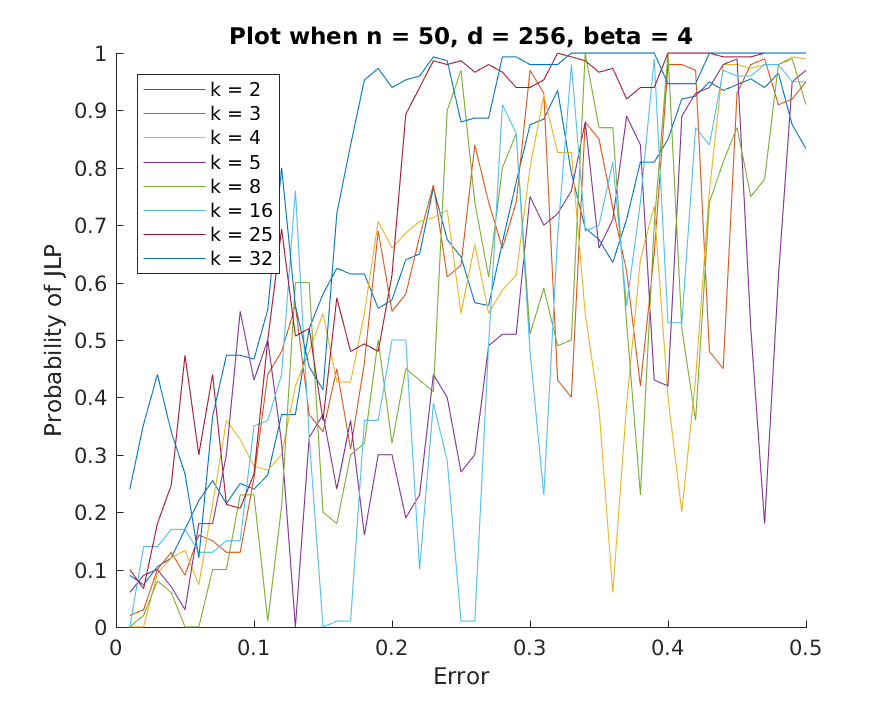 Plot when n = 50, d = 256, beta = 4
1
0.9
0.8
0.7
0.6
0.5
0.4
0.3
0.2
0.1
0
Probability of JLP
k = 2
k = 3
k = 4
k = 5
k = 8
k = 16
k = 25
k = 32
0
0.1
0.2
0.3
0.4
0.5
Error